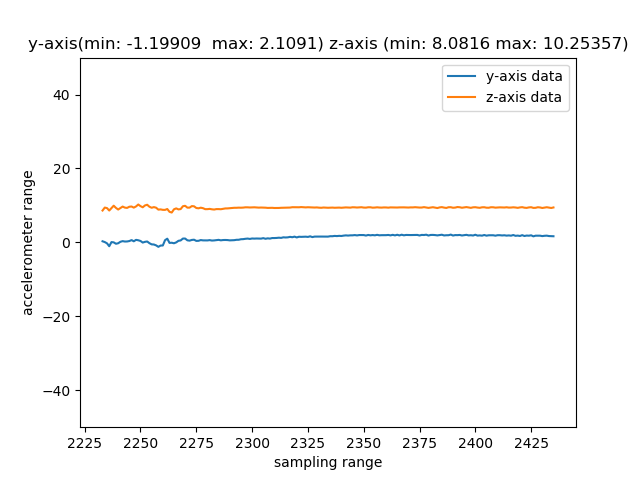 y-axis(min: -1.19909  max: 2.1091) z-axis (min: 8.0816 max: 10.25357)
y-axis data
z-axis data
accelerometer range
40
20
0
−20
−40
2225 2250 2275 2300 2325 2350 2375 2400 2425
sampling range